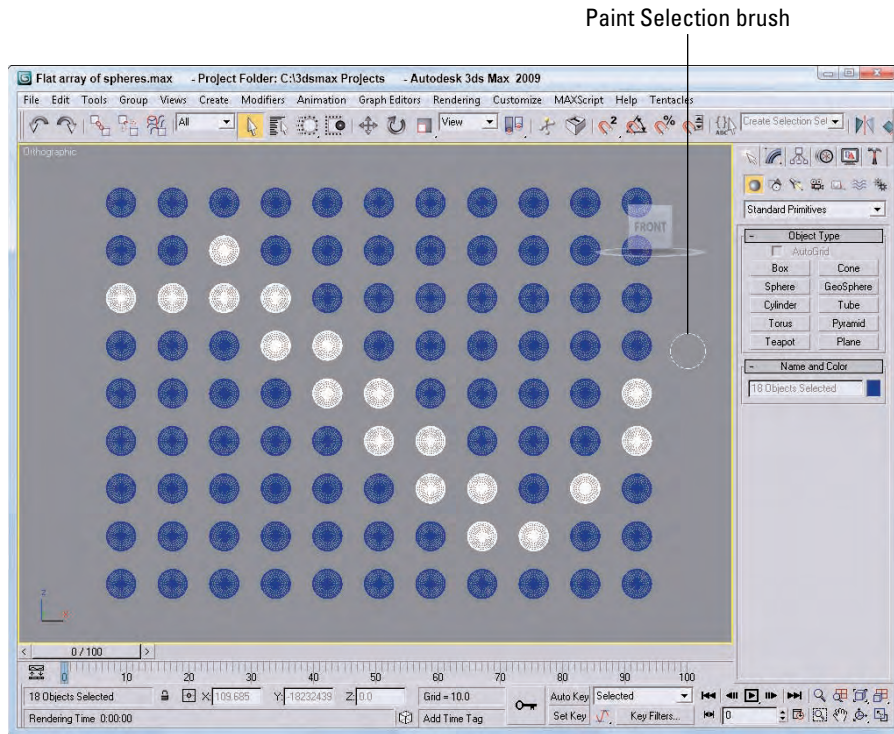 Paint Selection brush
Flat array of spheres.max - Project Folder: C:\3dsmax Projects - Autodesk 3ds Max 2009
File Edit Tools Group Views Create Modifiers Animation Graph Editors Rendering Customize MAXScript Help Tentacles
All View Create Selection Sel
Orthographic
FRONT
Standard Primitives
- Object Type
AutoGrid
Box Cone
Sphere GeoSphere
Cylinder Tube
Torus Pyramid
Teapot Plane
- Name and Color
18 Objects Selected
z
x
< 0 / 100 >
0 10 20 30 40 50 60 70 80 90 100
18 Objects Selected X: 109.685 Y: -18232439 Z: 0.0 Grid = 10.0 Auto Key Selected
Rendering Time 0:00:00 Add Time Tag Set Key Key Filters... 0